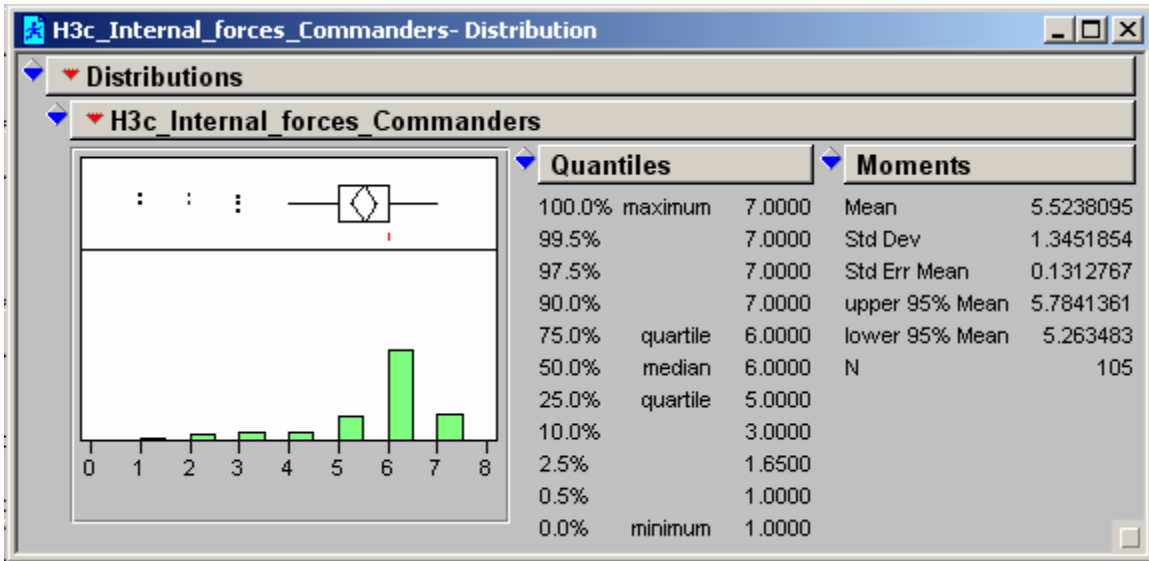 H3c_Internal_forces_Commanders- Distribution
Distributions
H3c_Internal_forces_Commanders
0 1 2 3 4 5 6 7 8
Quantiles
100.0% maximum 7.0000
99.5% 7.0000
97.5% 7.0000
90.0% 7.0000
75.0% quartile 6.0000
50.0% median 6.0000
25.0% quartile 5.0000
10.0% 3.0000
2.5% 1.6500
0.5% 1.0000
0.0% minimum 1.0000
Moments
Mean 5.5238095
Std Dev 1.3451854
Std Err Mean 0.1312767
upper 95% Mean 5.7841361
lower 95% Mean 5.263483
N 105